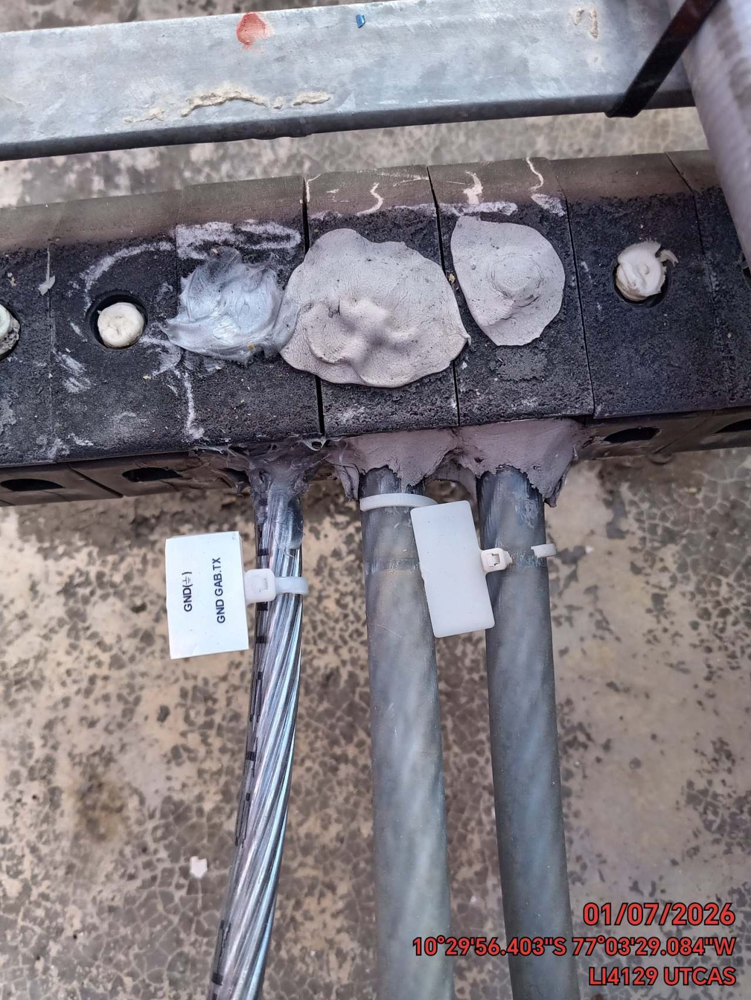 GND(⏚)
GND GAB.TX
01/07/2026
10°29'56.403"S 77°03'29.084"W
LI4129 UTCAS